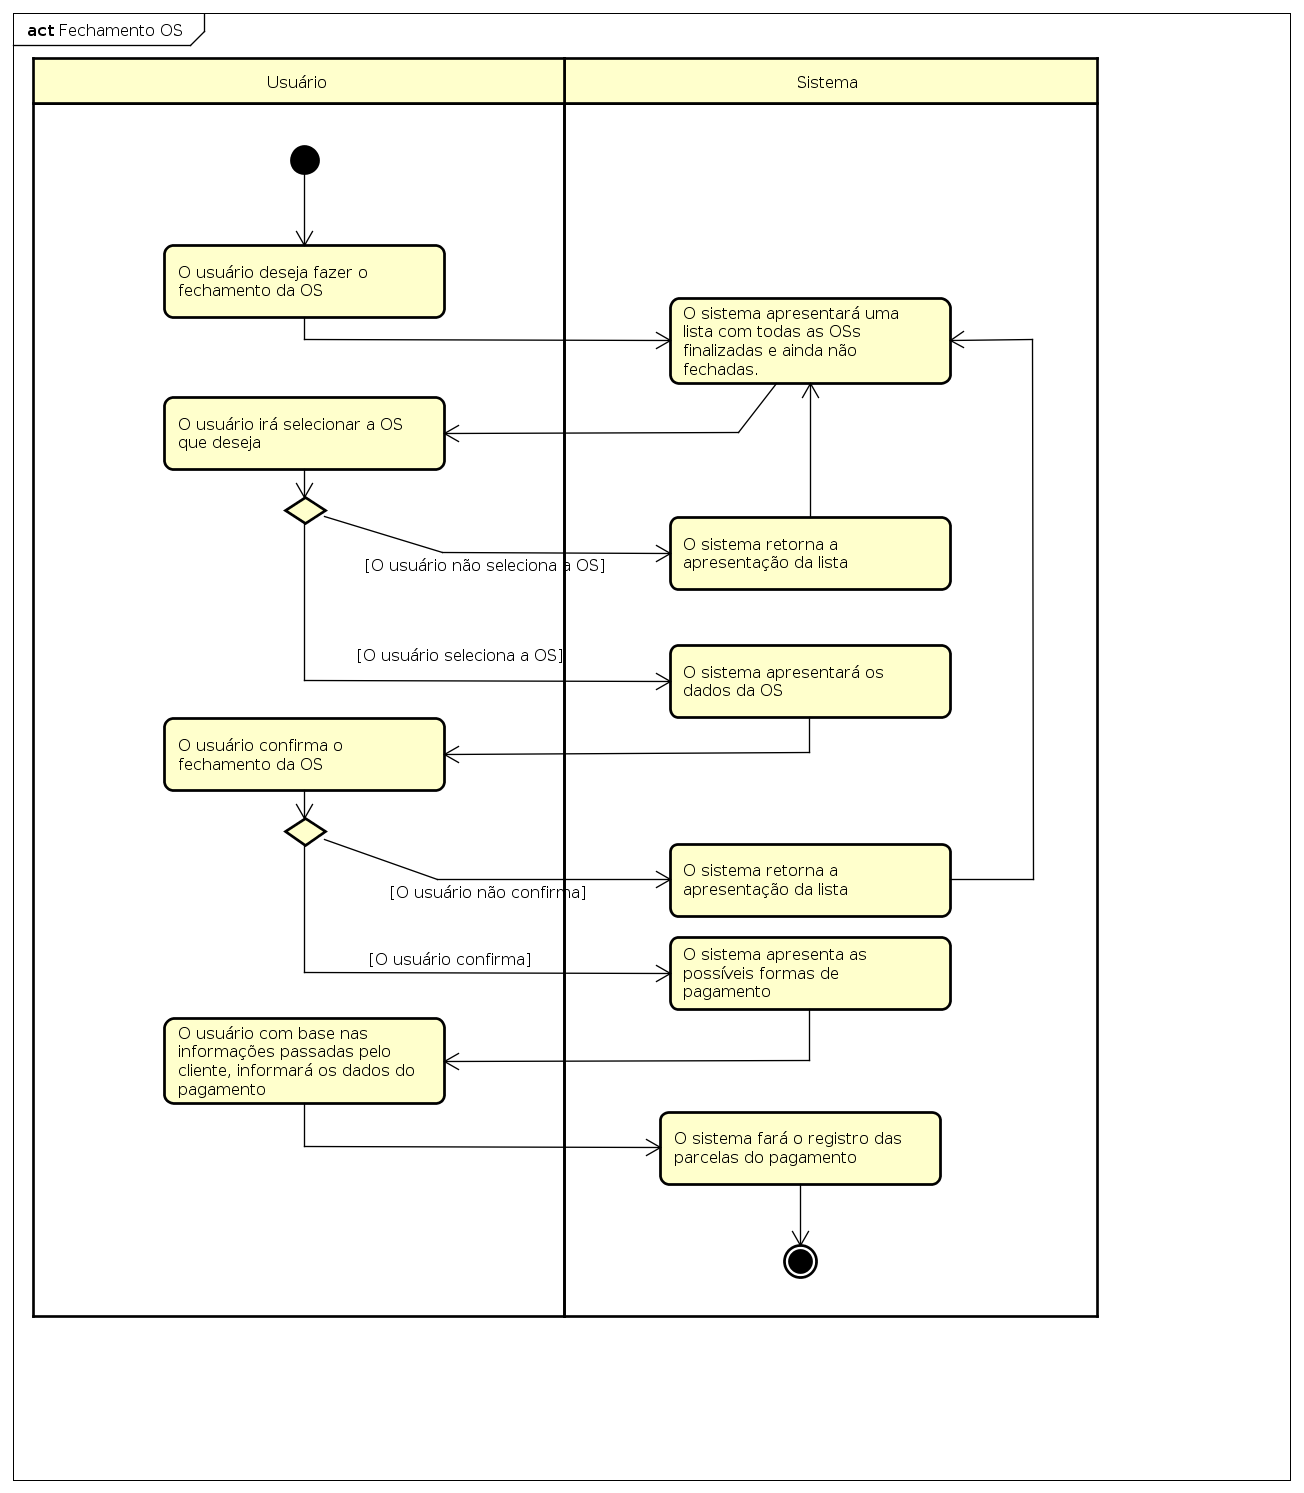 act Fechamento OS
Usuário
Sistema
O usuário deseja fazer o
fechamento da OS
O sistema apresentará uma
lista com todas as OSs
finalizadas e ainda não
fechadas.
O usuário irá selecionar a OS
que deseja
O sistema retorna a
apresentação da lista
[O usuário não seleciona a OS]
[O usuário seleciona a OS]
O sistema apresentará os
dados da OS
O usuário confirma o
fechamento da OS
O sistema retorna a
apresentação da lista
[O usuário não confirma]
[O usuário confirma]
O sistema apresenta as
possíveis formas de
pagamento
O usuário com base nas
informações passadas pelo
cliente, informará os dados do
pagamento
O sistema fará o registro das
parcelas do pagamento